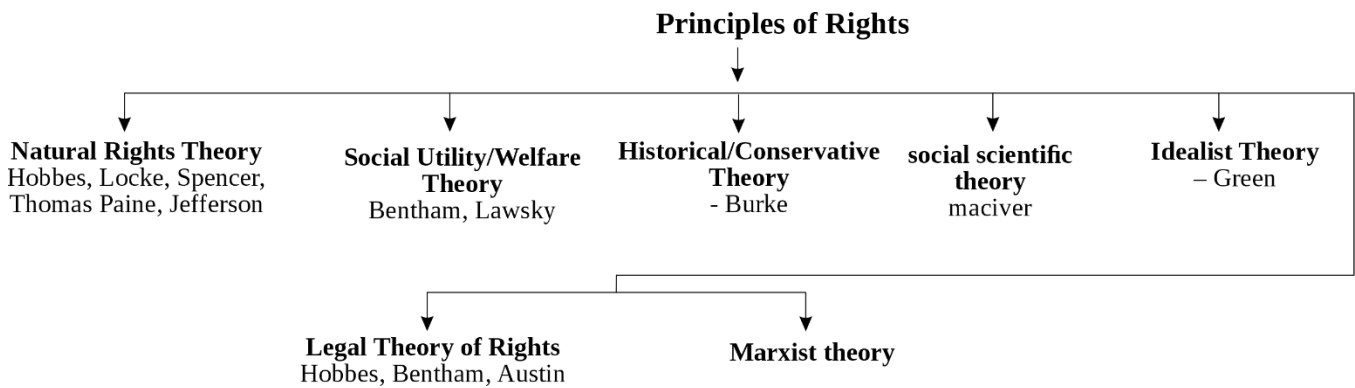 Principles of Rights
Natural Rights Theory
Hobbes, Locke, Spencer,
Thomas Paine, Jefferson
Social Utility/Welfare
Theory
Bentham, Lawsky
Historical/Conservative
Theory
- Burke
social scientific
theory
maciver
Idealist Theory
– Green
Legal Theory of Rights
Hobbes, Bentham, Austin
Marxist theory